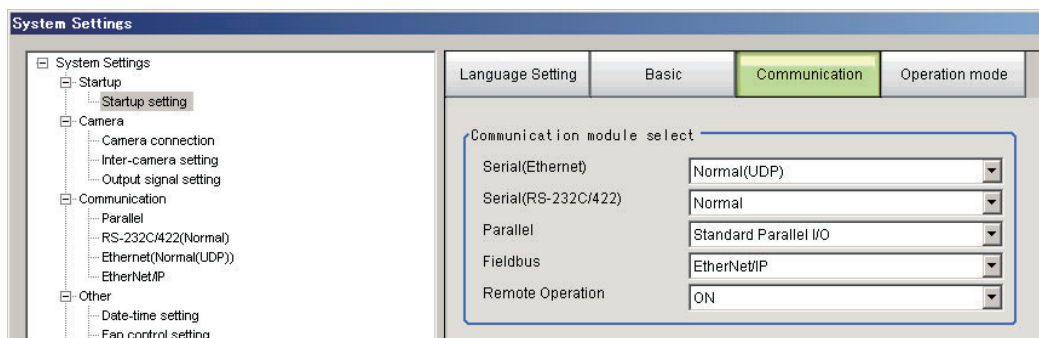 System Settings
System Settings
Startup
Startup setting
Camera
Camera connection
Inter-camera setting
Output signal setting
Communication
Parallel
RS-232C/422(Normal)
Ethernet(Normal(UDP))
EtherNet/IP
Other
Date-time setting
Fan control setting
Language Setting Basic Communication Operation mode
Communication module select
Serial(Ethernet) Normal(UDP)
Serial(RS-232C/422) Normal
Parallel Standard Parallel I/O
Fieldbus EtherNet/IP
Remote Operation ON